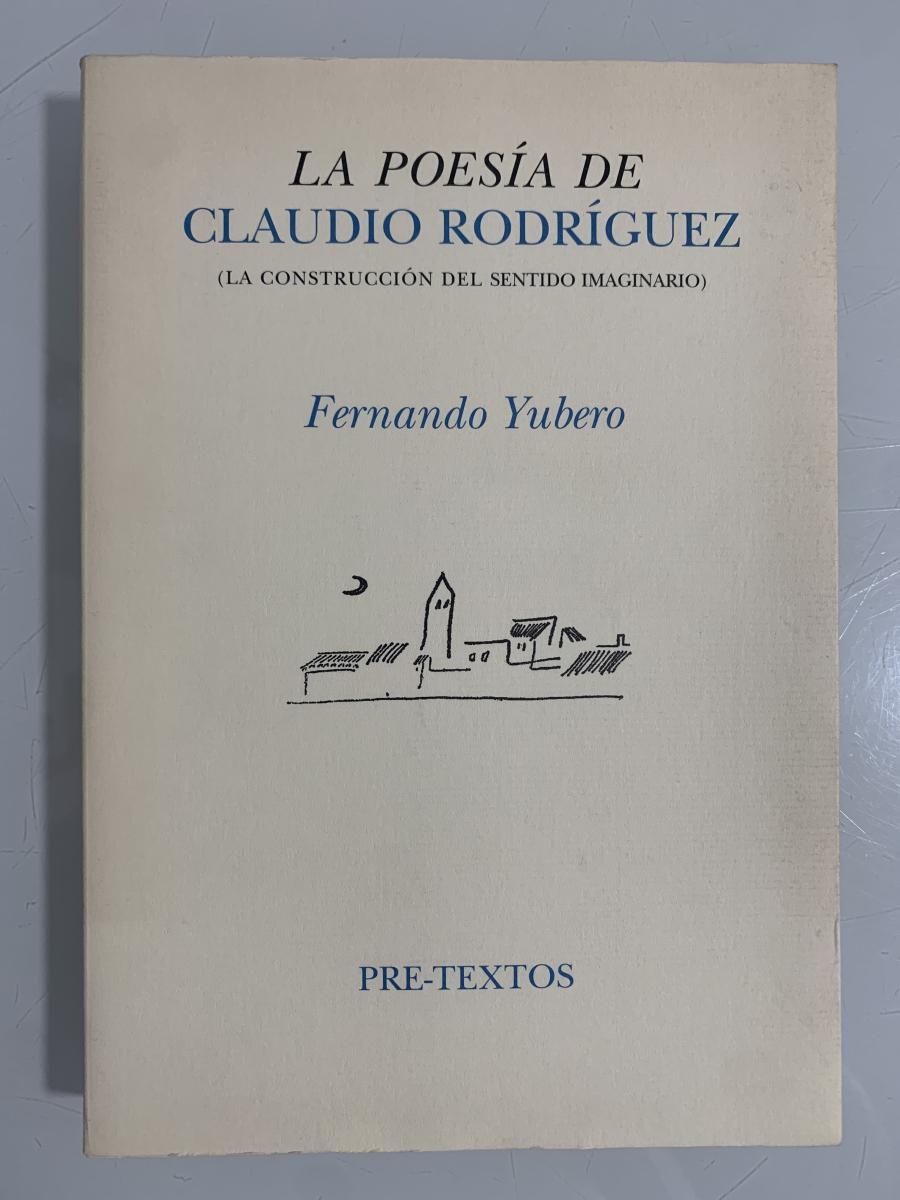 LA POESÍA DE
CLAUDIO RODRÍGUEZ
(LA CONSTRUCCIÓN DEL SENTIDO IMAGINARIO)
Fernando Yubero
PRE-TEXTOS